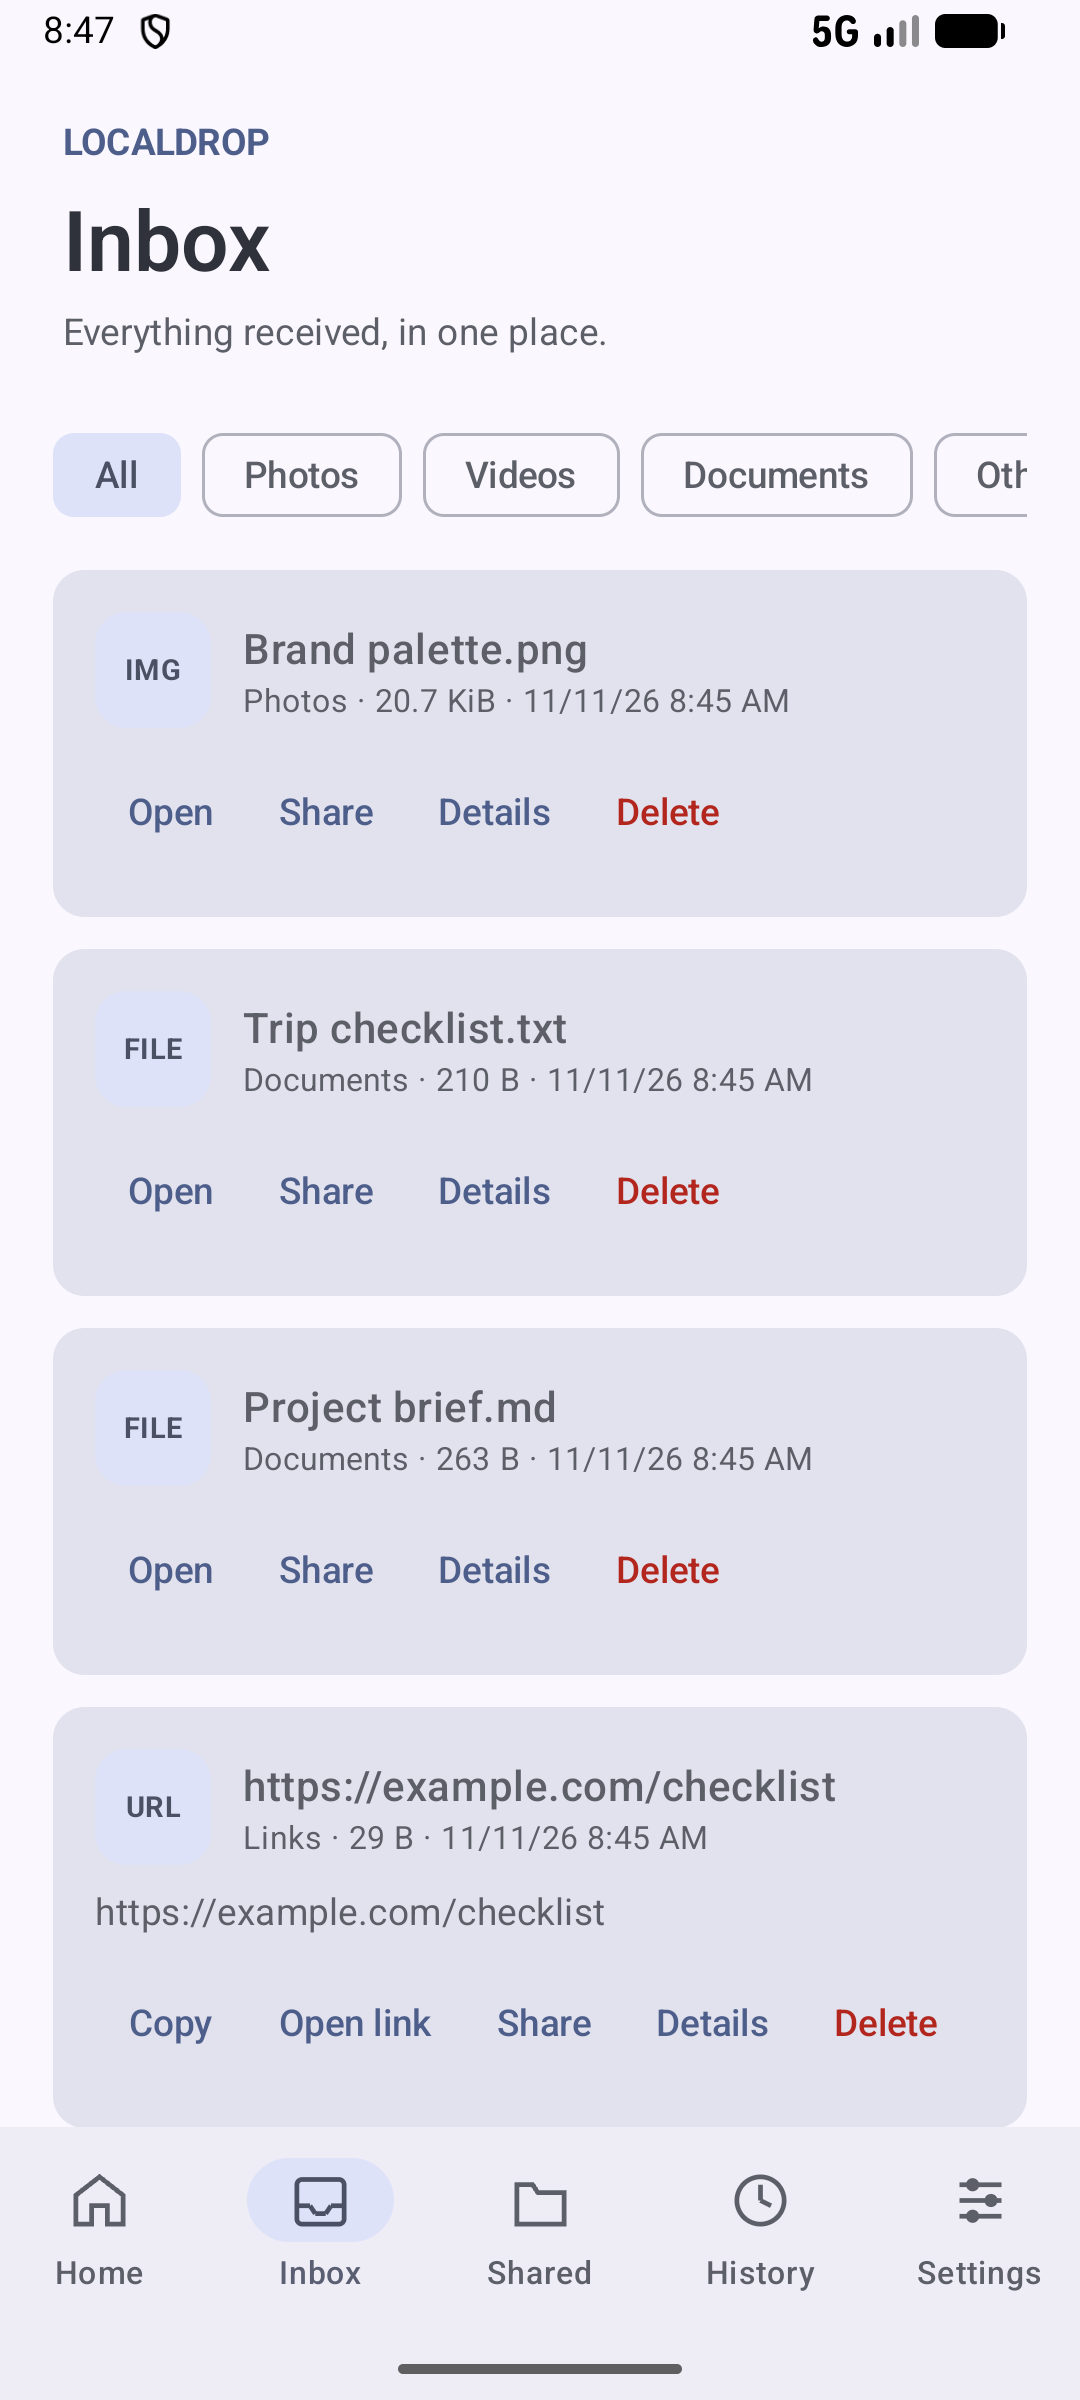 8:47 5G
LOCALDROP
Inbox
Everything received, in one place.
All Photos Videos Documents Oth
IMG
Brand palette.png
Photos · 20.7 KiB · 11/11/26 8:45 AM
Open Share Details Delete
FILE
Trip checklist.txt
Documents · 210 B · 11/11/26 8:45 AM
Open Share Details Delete
FILE
Project brief.md
Documents · 263 B · 11/11/26 8:45 AM
Open Share Details Delete
URL
https://example.com/checklist
Links · 29 B · 11/11/26 8:45 AM
https://example.com/checklist
Copy Open link Share Details Delete
Home Inbox Shared History Settings